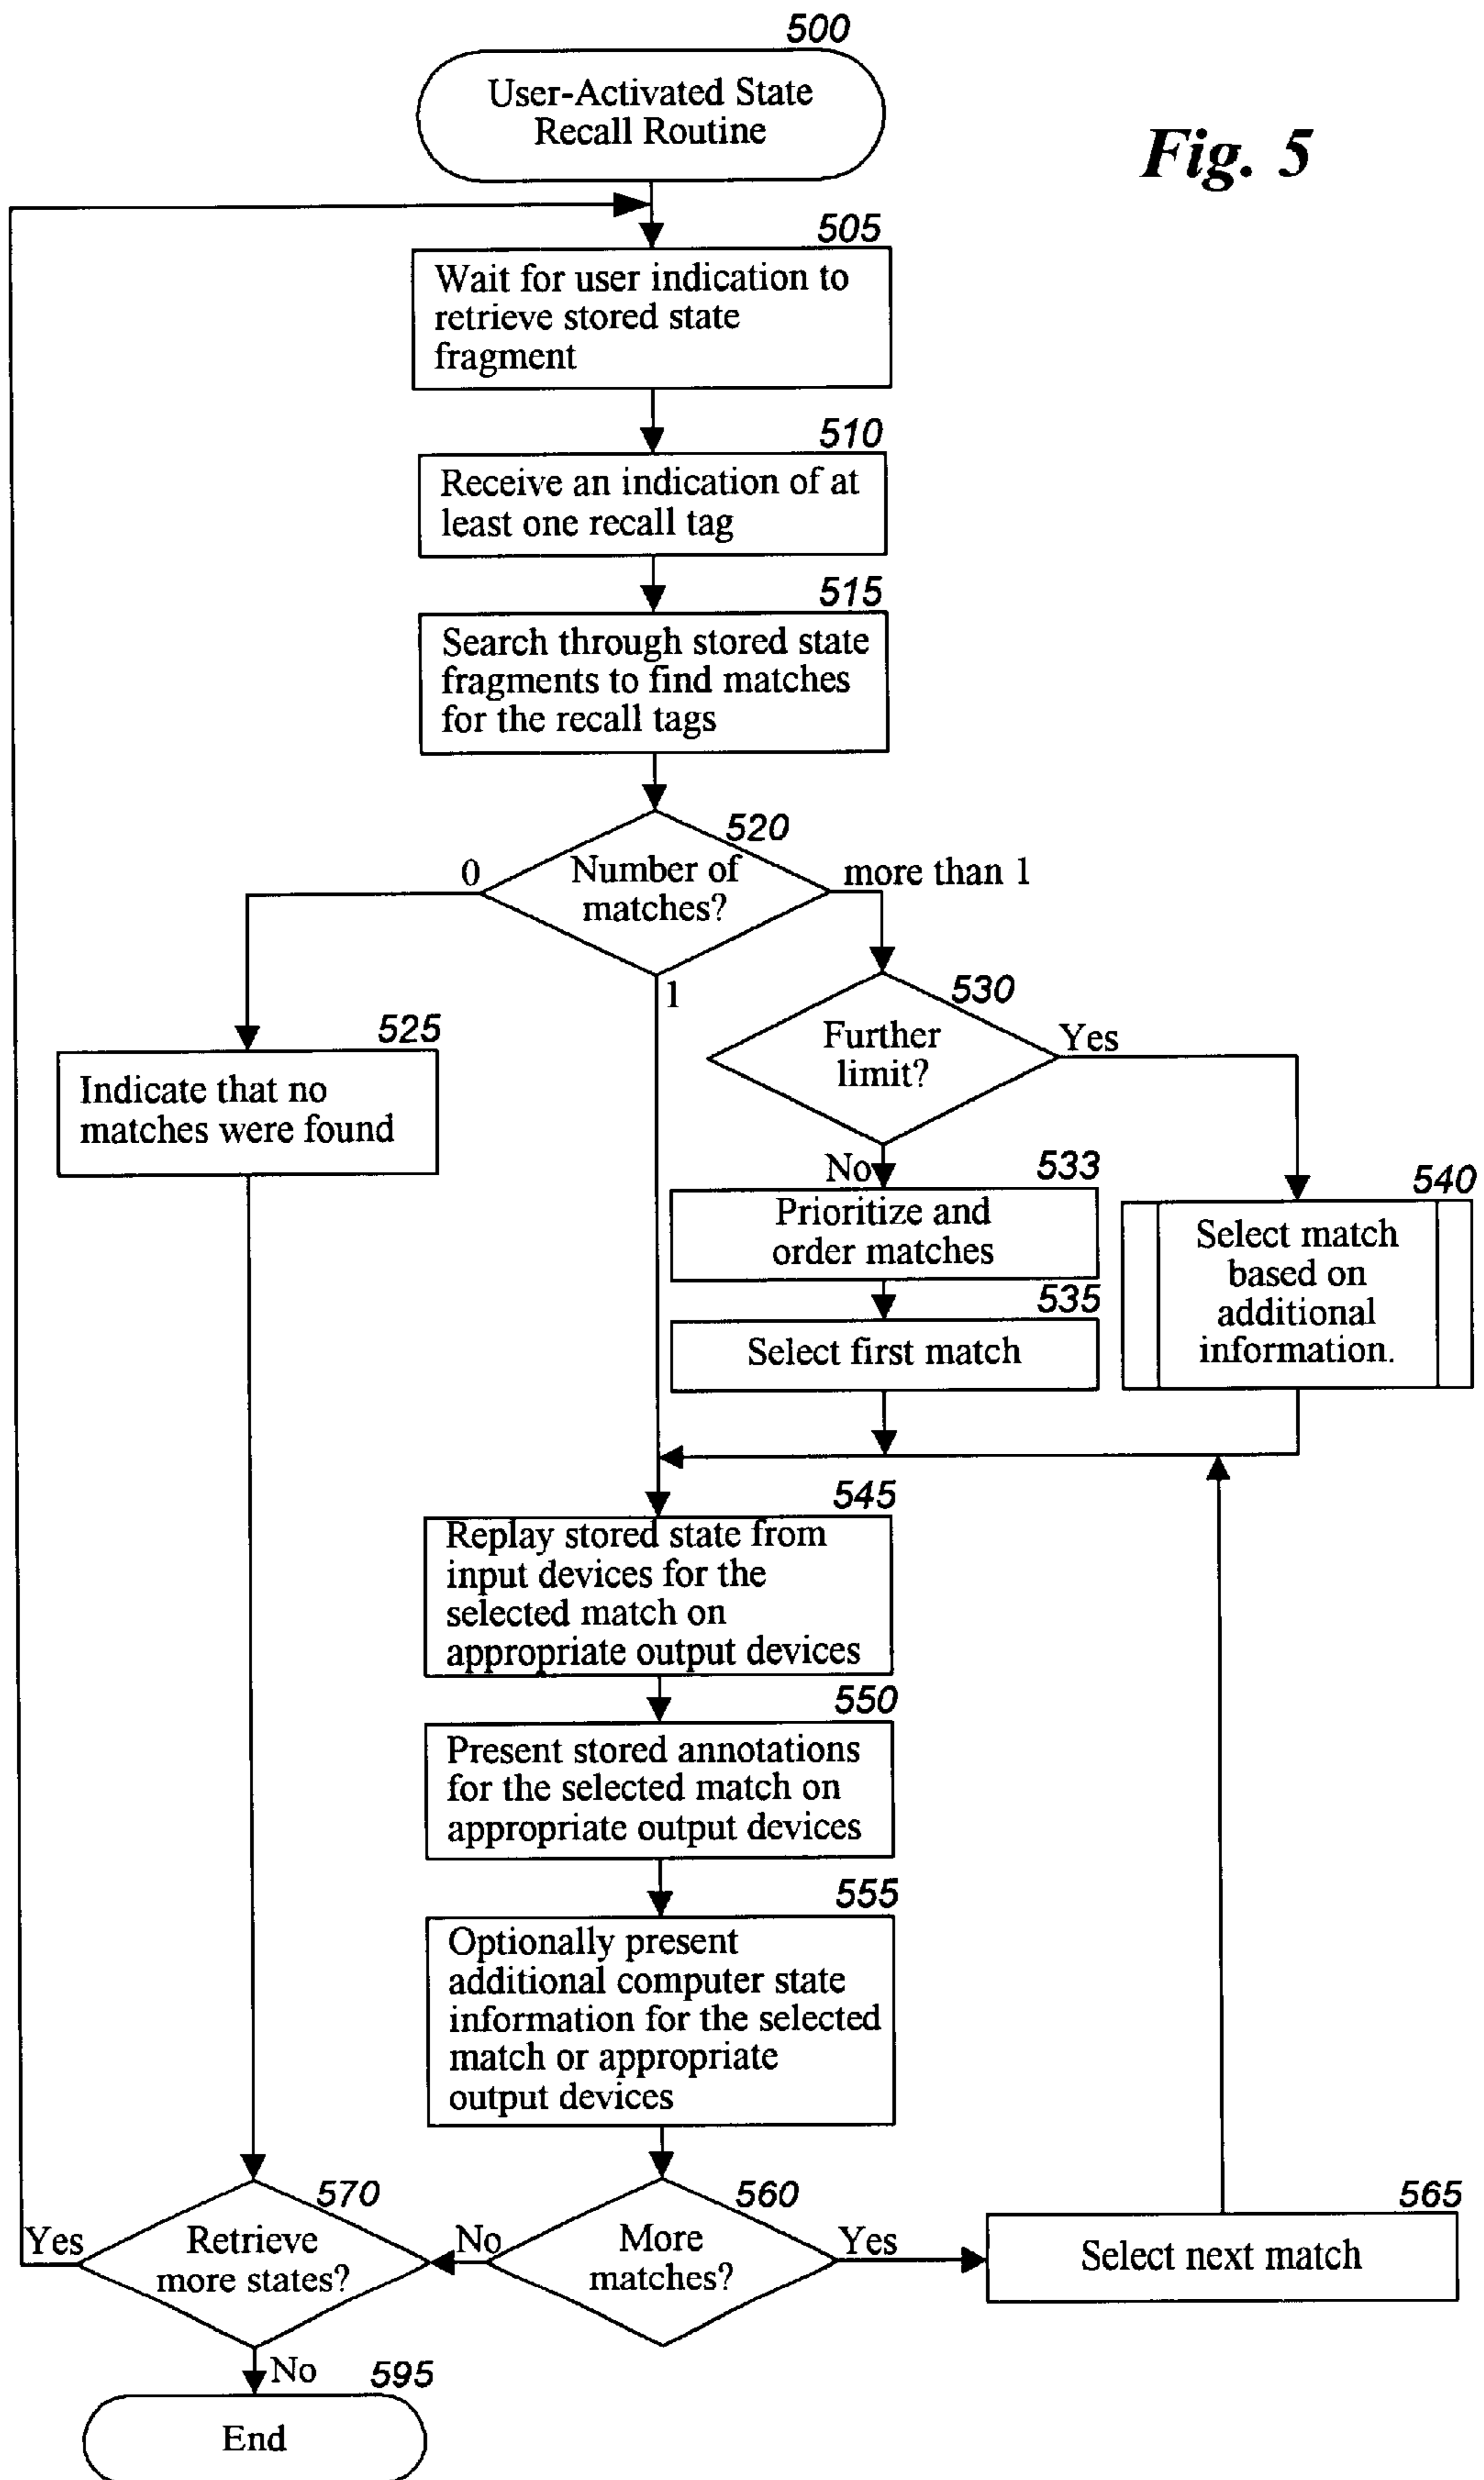 500
User-Activated State
Recall Routine
Fig. 5
505
Wait for user indication to
retrieve stored state
fragment
510
Receive an indication of at
least one recall tag
515
Search through stored state
fragments to find matches
for the recall tags
520
Number of
matches?
0
more than 1
1
530
Further
limit?
Yes
No
525
Indicate that no
matches were found
533
Prioritize and
order matches
535
Select first match
540
Select match
based on
additional
information.
545
Replay stored state from
input devices for the
selected match on
appropriate output devices
550
Present stored annotations
for the selected match on
appropriate output devices
555
Optionally present
additional computer state
information for the selected
match or appropriate
output devices
560
More
matches?
No
Yes
565
Select next match
570
Retrieve
more states?
Yes
No
595
End